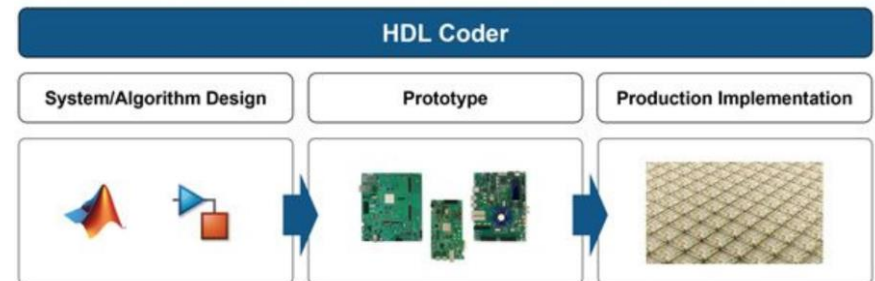 HDL Coder
System/Algorithm Design
Prototype
Production Implementation